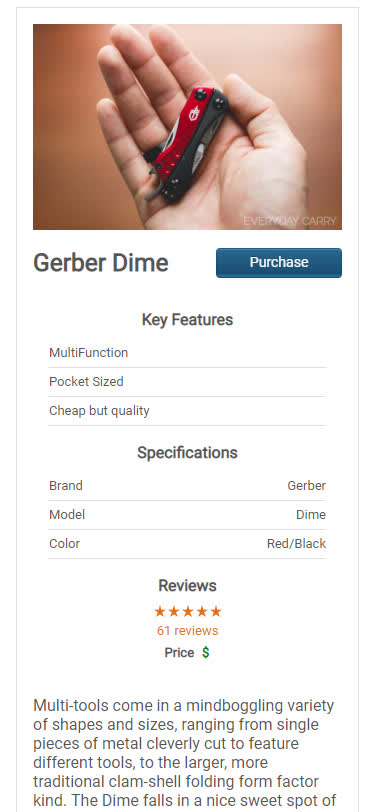 EVERYDAY CARRY
Gerber Dime
Purchase
Key Features
MultiFunction
Pocket Sized
Cheap but quality
Specifications
Brand Gerber
Model Dime
Color Red/Black
Reviews
★★★★★
61 reviews
Price $
Multi-tools come in a mindboggling variety
of shapes and sizes, ranging from single
pieces of metal cleverly cut to feature
different tools, to the larger, more
traditional clam-shell folding form factor
kind. The Dime falls in a nice sweet spot of